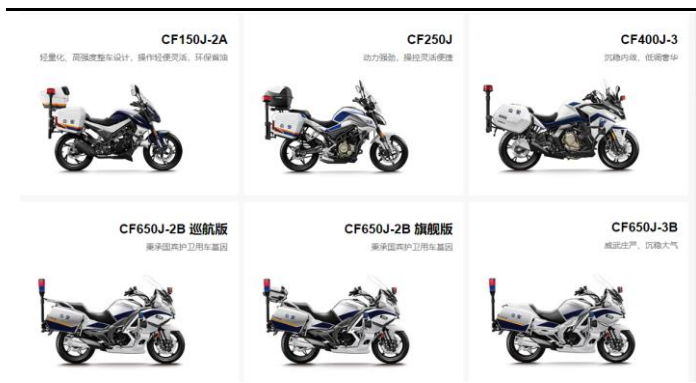 CF150J-2A
轻量化、高强度整车设计，操作轻便灵活、环保省油
CF250J
动力强劲、操控灵活便捷
CF400J-3
沉稳内敛、低调奢华
CF650J-2B 巡航版
秉承国宾护卫用车基因
CF650J-2B 旗舰版
秉承国宾护卫用车基因
CF650J-3B
威武庄严、沉稳大气